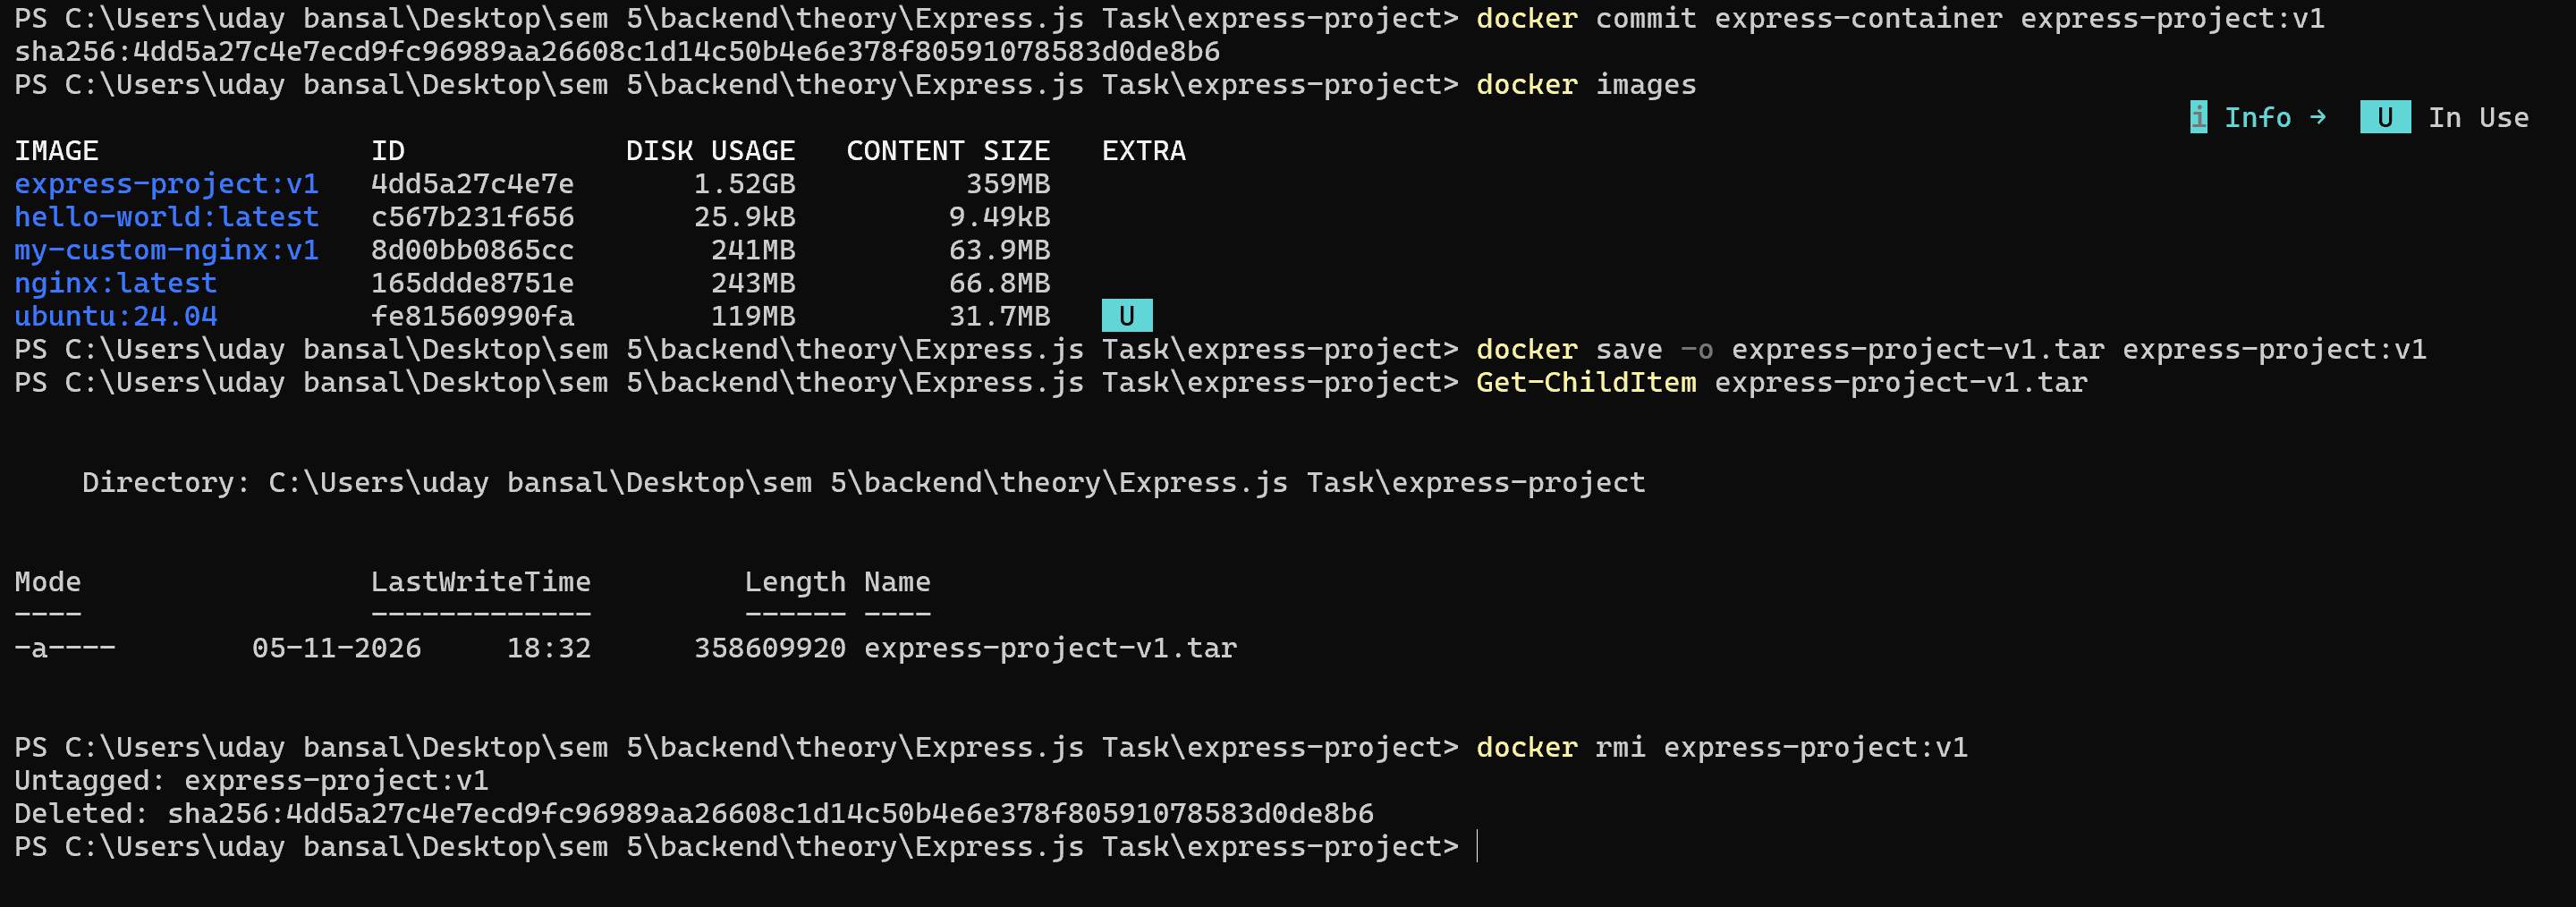 PS C:\Users\uday bansal\Desktop\sem 5\backend\theory\Express.js Task\express-project> docker commit express-container express-project:v1
sha256:4dd5a27c4e7ecd9fc96989aa26608c1d14c50b4e6e378f80591078583d0de8b6
PS C:\Users\uday bansal\Desktop\sem 5\backend\theory\Express.js Task\express-project> docker images
i Info → U In Use
IMAGE ID DISK USAGE CONTENT SIZE EXTRA
express-project:v1 4dd5a27c4e7e 1.52GB 359MB
hello-world:latest c567b231f656 25.9kB 9.49kB
my-custom-nginx:v1 8d00bb0865cc 241MB 63.9MB
nginx:latest 165ddde8751e 243MB 66.8MB
ubuntu:24.04 fe81560990fa 119MB 31.7MB U
PS C:\Users\uday bansal\Desktop\sem 5\backend\theory\Express.js Task\express-project> docker save -o express-project-v1.tar express-project:v1
PS C:\Users\uday bansal\Desktop\sem 5\backend\theory\Express.js Task\express-project> Get-ChildItem express-project-v1.tar
Directory: C:\Users\uday bansal\Desktop\sem 5\backend\theory\Express.js Task\express-project
Mode LastWriteTime Length Name
---- ------------- ------ ----
-a---- 05-11-2026 18:32 358609920 express-project-v1.tar
PS C:\Users\uday bansal\Desktop\sem 5\backend\theory\Express.js Task\express-project> docker rmi express-project:v1
Untagged: express-project:v1
Deleted: sha256:4dd5a27c4e7ecd9fc96989aa26608c1d14c50b4e6e378f80591078583d0de8b6
PS C:\Users\uday bansal\Desktop\sem 5\backend\theory\Express.js Task\express-project>